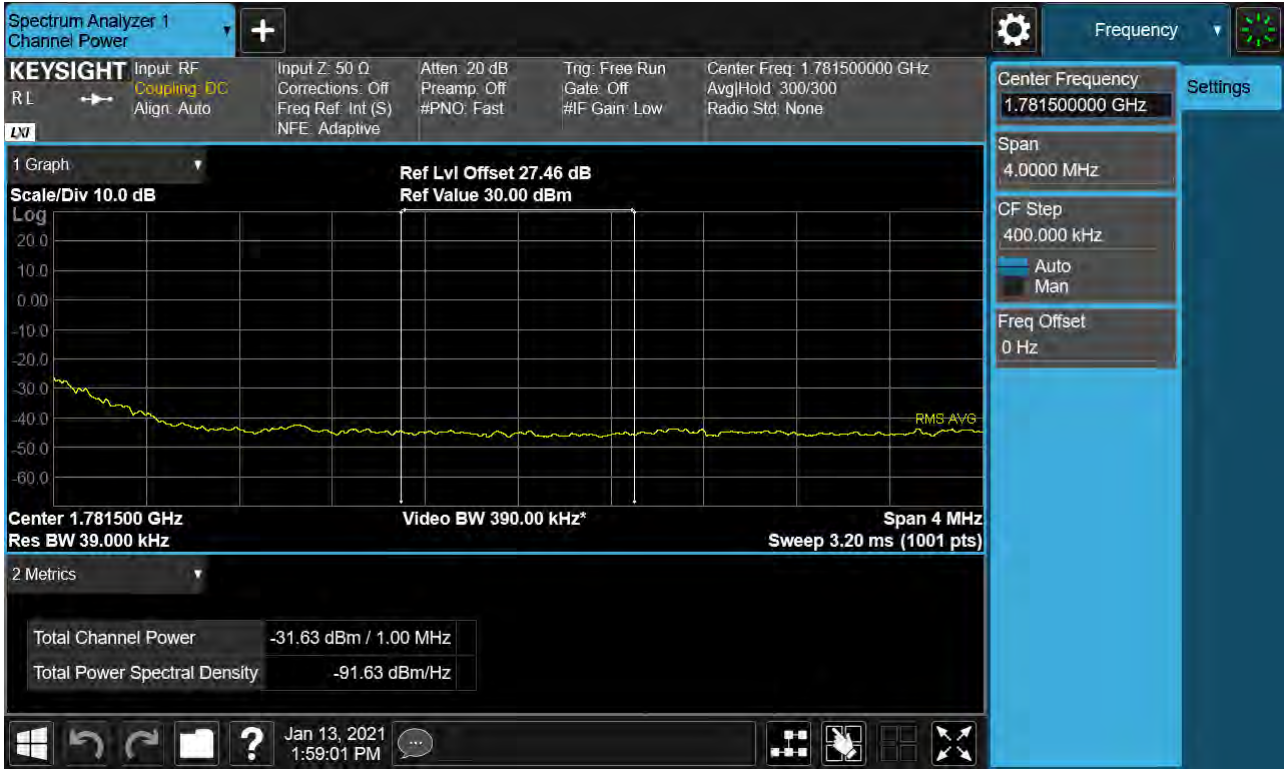 Spectrum Analyzer 1
Channel Power
Frequency
KEYSIGHT
RL
LXI
Input: RF
Coupling: DC
Align: Auto
Input Z: 50 Ω
Corrections: Off
Freq Ref: Int (S)
NFE: Adaptive
Atten: 20 dB
Preamp: Off
#PNO: Fast
Trig: Free Run
Gate: Off
#IF Gain: Low
Center Freq: 1.781500000 GHz
Avg|Hold: 300/300
Radio Std: None
Center Frequency
1.781500000 GHz
Settings
Span
4.0000 MHz
CF Step
400.000 kHz
Auto
Man
Freq Offset
0 Hz
1 Graph
Scale/Div 10.0 dB
Ref Lvl Offset 27.46 dB
Ref Value 30.00 dBm
Log
20.0
10.0
0.00
-10.0
-20.0
-30.0
-40.0
-50.0
-60.0
RMS AVG
Center 1.781500 GHz
Video BW 390.00 kHz*
Span 4 MHz
Res BW 39.000 kHz
Sweep 3.20 ms (1001 pts)
2 Metrics
Total Channel Power -31.63 dBm / 1.00 MHz
Total Power Spectral Density -91.63 dBm/Hz
?
Jan 13, 2021
1:59:01 PM